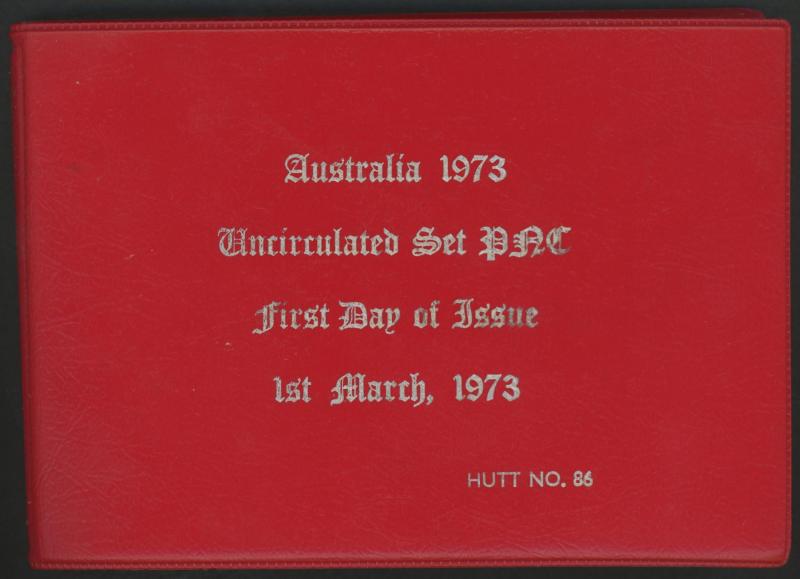 Australia 1973
Uncirculated Set PNC
First Day of Issue
1st March, 1973
HUTT NO. 86